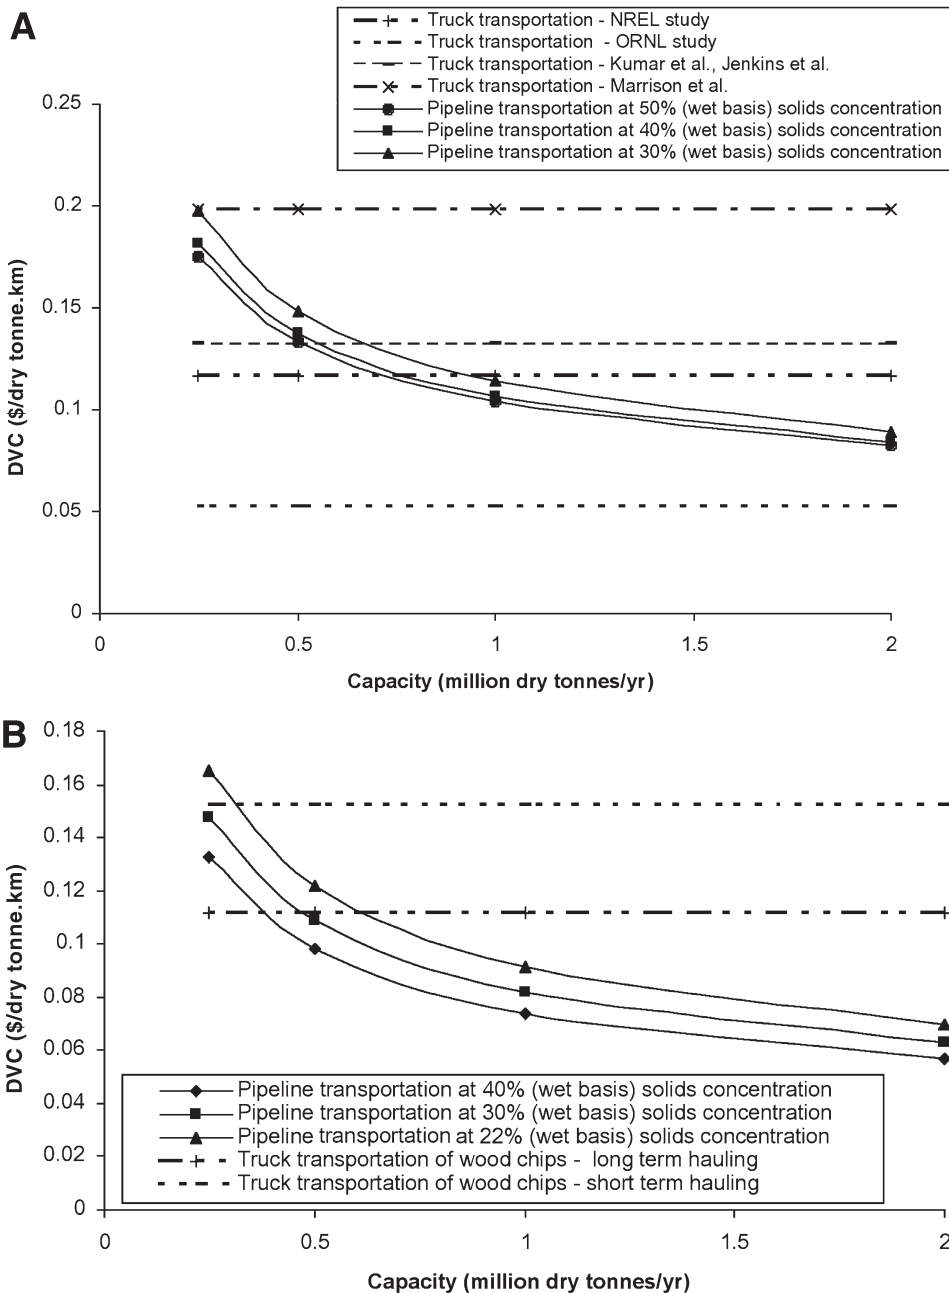 A
Truck transportation - NREL study
Truck transportation - ORNL study
Truck transportation - Kumar et al., Jenkins et al.
Truck transportation - Marrison et al.
Pipeline transportation at 50% (wet basis) solids concentration
Pipeline transportation at 40% (wet basis) solids concentration
Pipeline transportation at 30% (wet basis) solids concentration
0.25
0.2
0.15
0.1
0.05
0
DVC ($/dry tonne.km)
0 0.5 1 1.5 2
Capacity (million dry tonnes/yr)
B
0.18
0.16
0.14
0.12
0.1
0.08
0.06
0.04
0.02
0
DVC ($/dry tonne.km)
Pipeline transportation at 40% (wet basis) solids concentration
Pipeline transportation at 30% (wet basis) solids concentration
Pipeline transportation at 22% (wet basis) solids concentration
Truck transportation of wood chips - long term hauling
Truck transportation of wood chips - short term hauling
0 0.5 1 1.5 2
Capacity (million dry tonnes/yr)